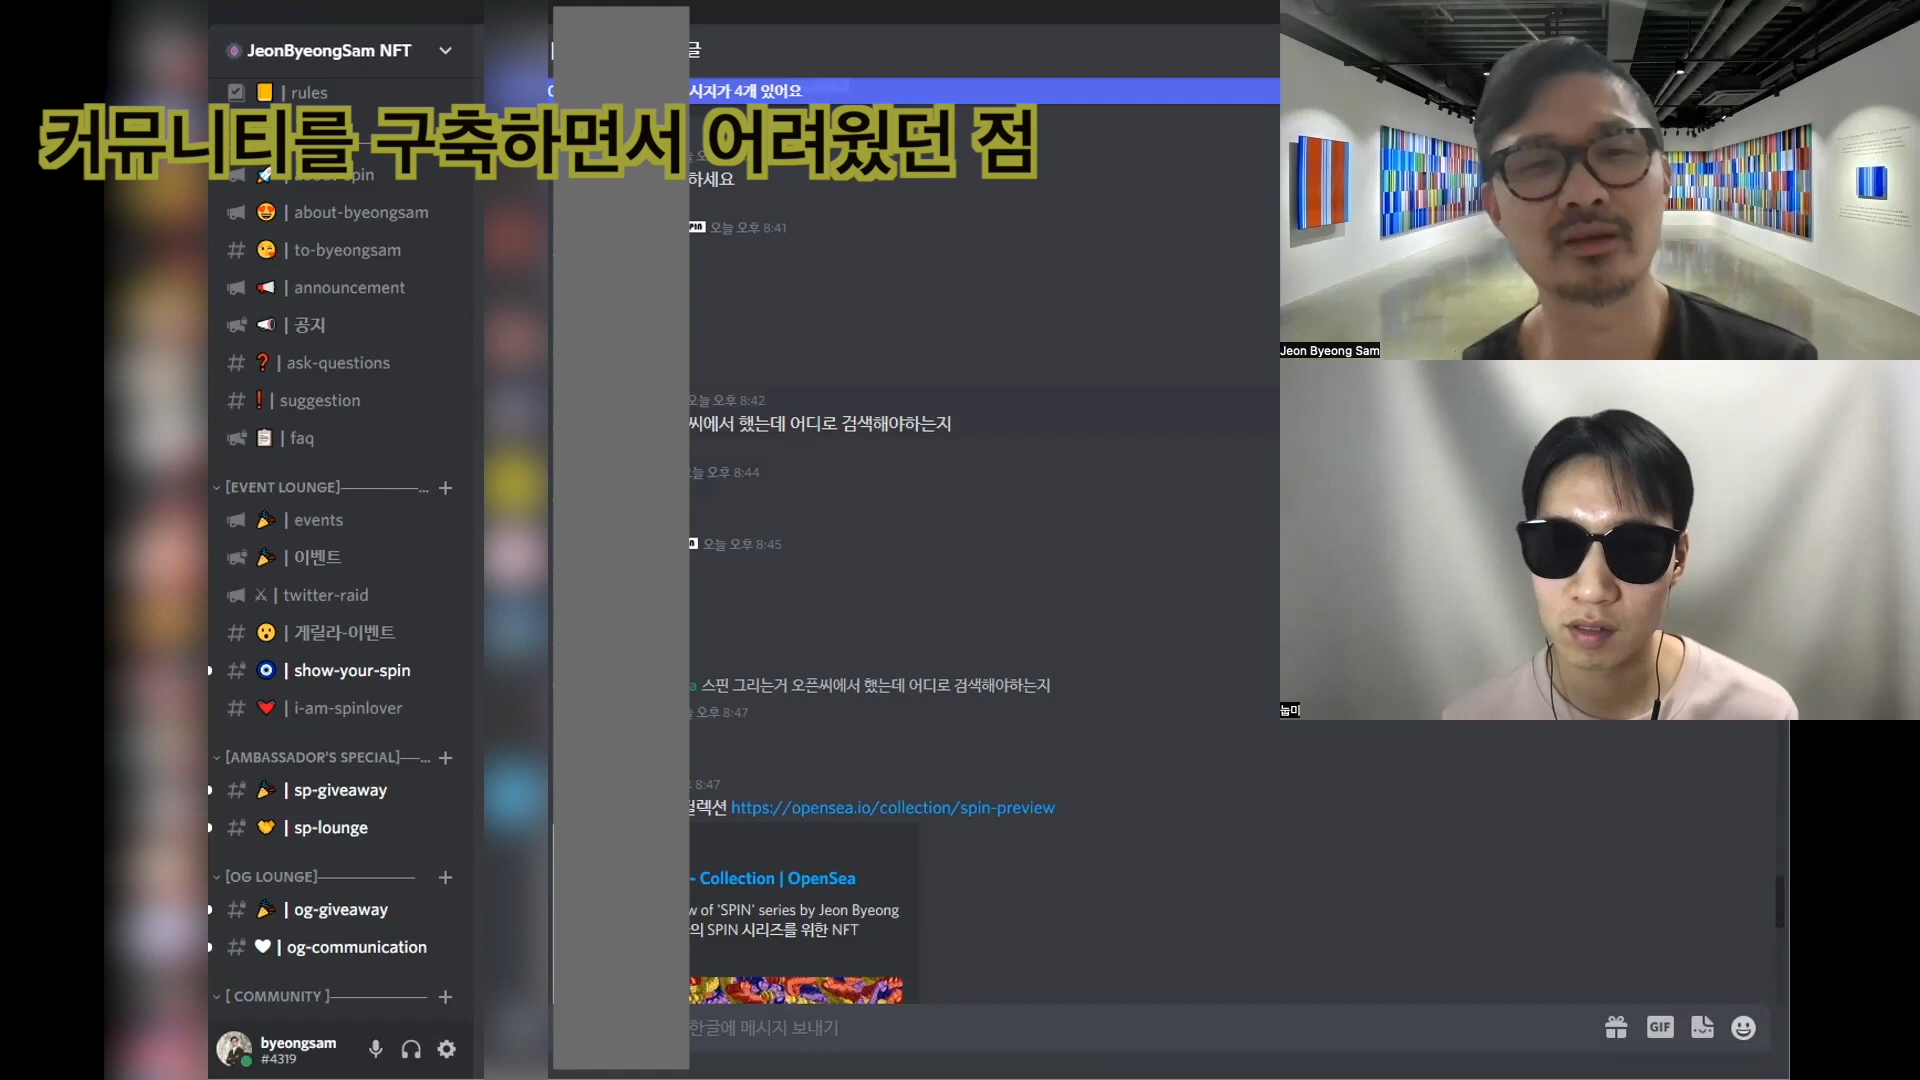 JeonByeongSam NFT
rules
about-spin
about-byeongsam
to-byeongsam
announcement
공지
ask-questions
suggestion
faq
[EVENT LOUNGE]
events
이벤트
twitter-raid
게릴라-이벤트
show-your-spin
i-am-spinlover
[AMBASSADOR'S SPECIAL]
sp-giveaway
sp-lounge
[OG LOUNGE]
og-giveaway
og-communication
[ COMMUNITY ]
byeongsam
#4319
커뮤니티를 구축하면서 어려웠던 점
글
시지가 4개 있어요
하세요
오늘 오후 8:41
오늘 오후 8:42
씨에서 했는데 어디로 검색해야하는지
오후 8:44
오늘 오후 8:45
스핀 그리는거 오픈씨에서 했는데 어디로 검색해야하는지
오후 8:47
8:47
컬렉션 https://opensea.io/collection/spin-preview
- Collection | OpenSea
w of 'SPIN' series by Jeon Byeong
의 SPIN 시리즈를 위한 NFT
한글에 메시지 보내기
GIF
Jeon Byeong Sam
눕미